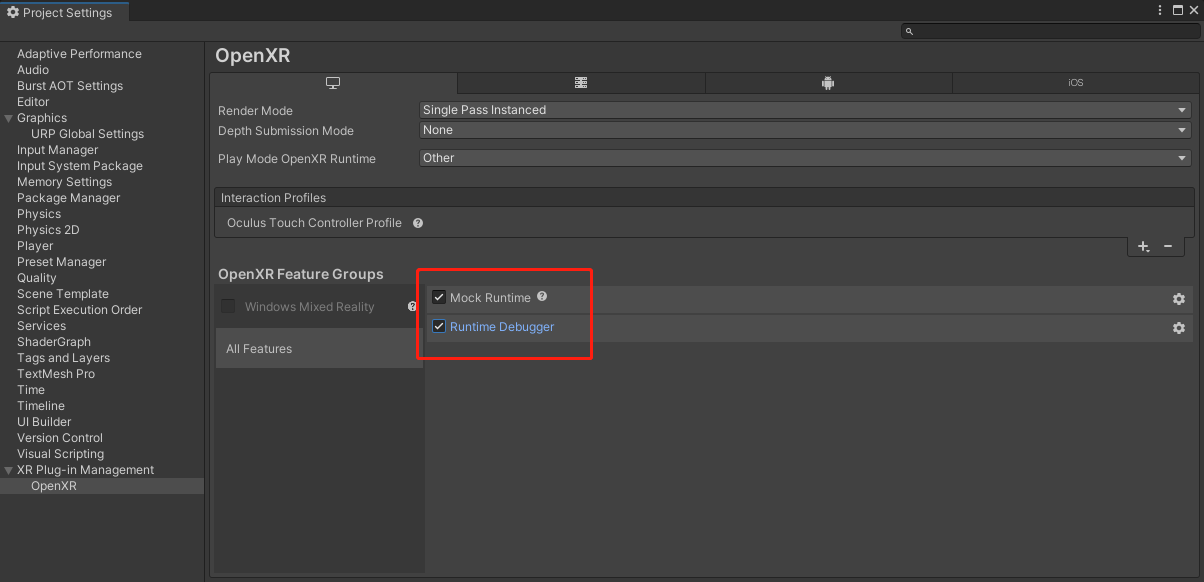 Project Settings
Adaptive Performance
Audio
Burst AOT Settings
Editor
Graphics
URP Global Settings
Input Manager
Input System Package
Memory Settings
Package Manager
Physics
Physics 2D
Player
Preset Manager
Quality
Scene Template
Script Execution Order
Services
ShaderGraph
Tags and Layers
TextMesh Pro
Time
Timeline
UI Builder
Version Control
Visual Scripting
XR Plug-in Management
OpenXR
OpenXR
iOS
Render Mode Single Pass Instanced
Depth Submission Mode None
Play Mode OpenXR Runtime Other
Interaction Profiles
Oculus Touch Controller Profile ?
OpenXR Feature Groups
Windows Mixed Reality ?
All Features
Mock Runtime ?
Runtime Debugger